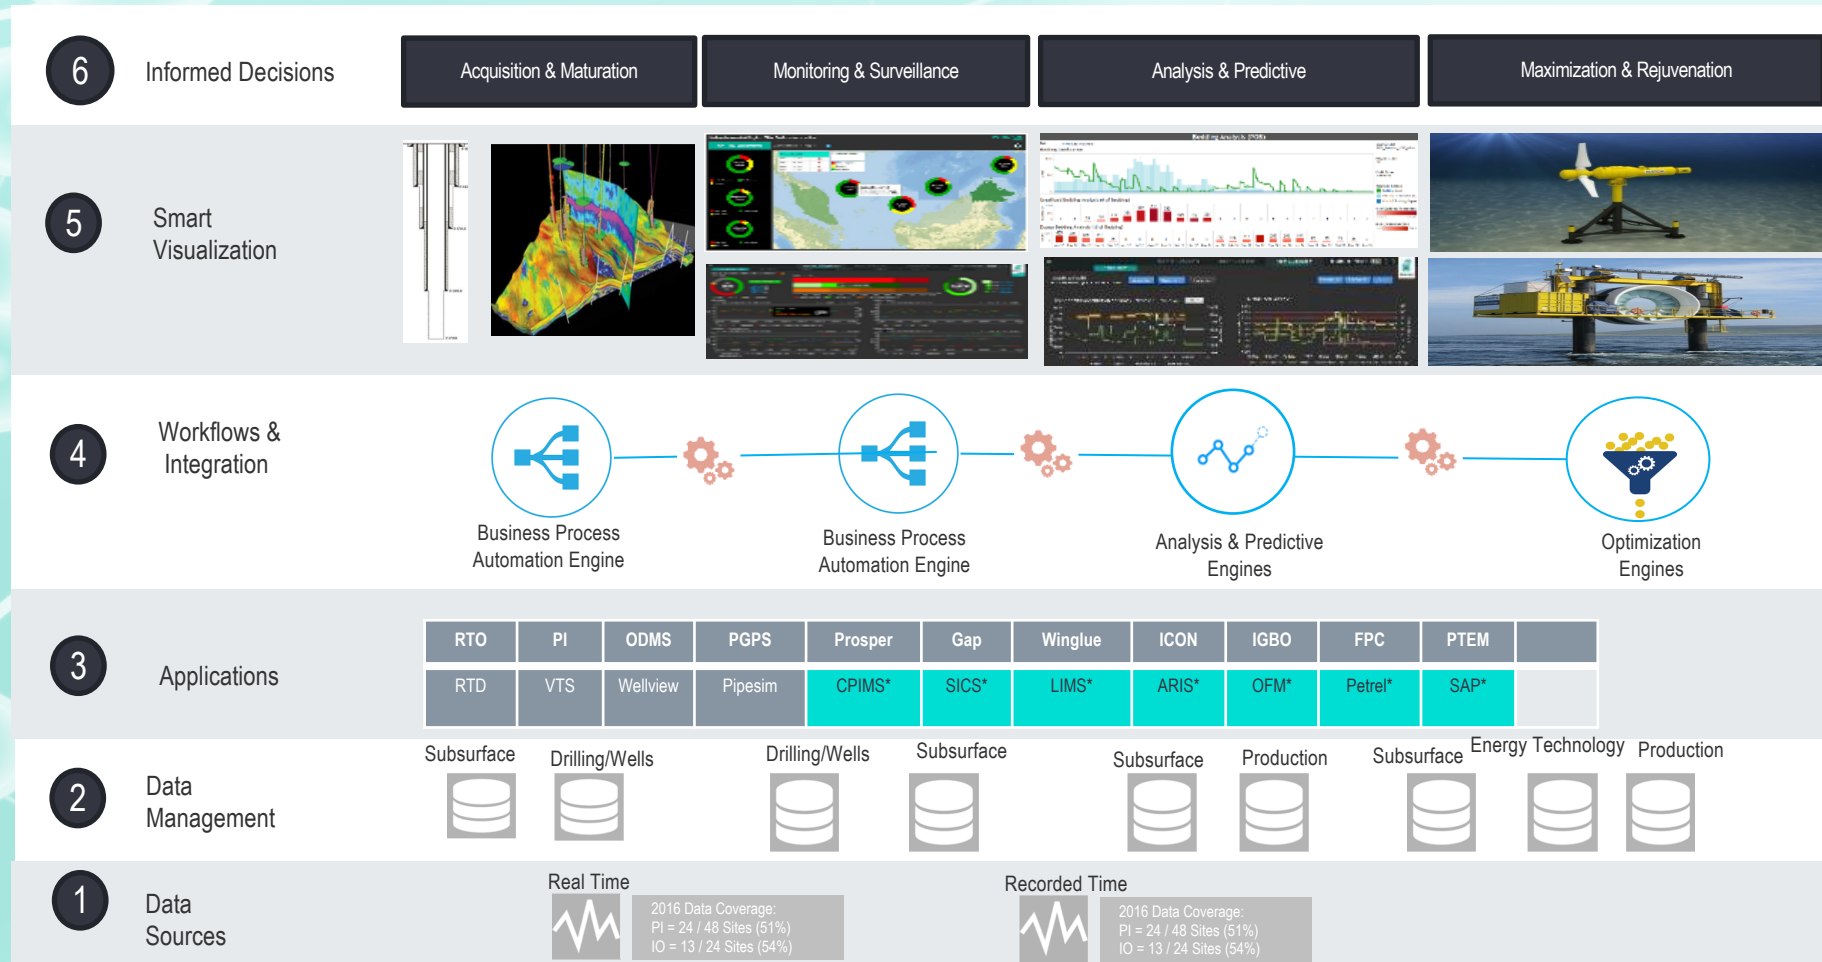 6
Informed Decisions
Acquisition & Maturation
Monitoring & Surveillance
Analysis & Predictive
Maximization & Rejuvenation
5
Smart
Visualization
4
Workflows &
Integration
Business Process
Automation Engine
Business Process
Automation Engine
Analysis & Predictive
Engines
Optimization
Engines
3
Applications
RTO PI ODMS PGPS Prosper Gap Winglue ICON IGBO FPC PTEM
RTD VTS Wellview Pipesim CPIMS* SICS* LIMS* ARIS* OFM* Petrel* SAP*
2
Data
Management
Subsurface
Drilling/Wells
Drilling/Wells
Subsurface
Subsurface
Production
Subsurface
Energy Technology
Production
1
Data
Sources
Real Time
2016 Data Coverage:
PI = 24 / 48 Sites (51%)
IO = 13 / 24 Sites (54%)
Recorded Time
2016 Data Coverage:
PI = 24 / 48 Sites (51%)
IO = 13 / 24 Sites (54%)